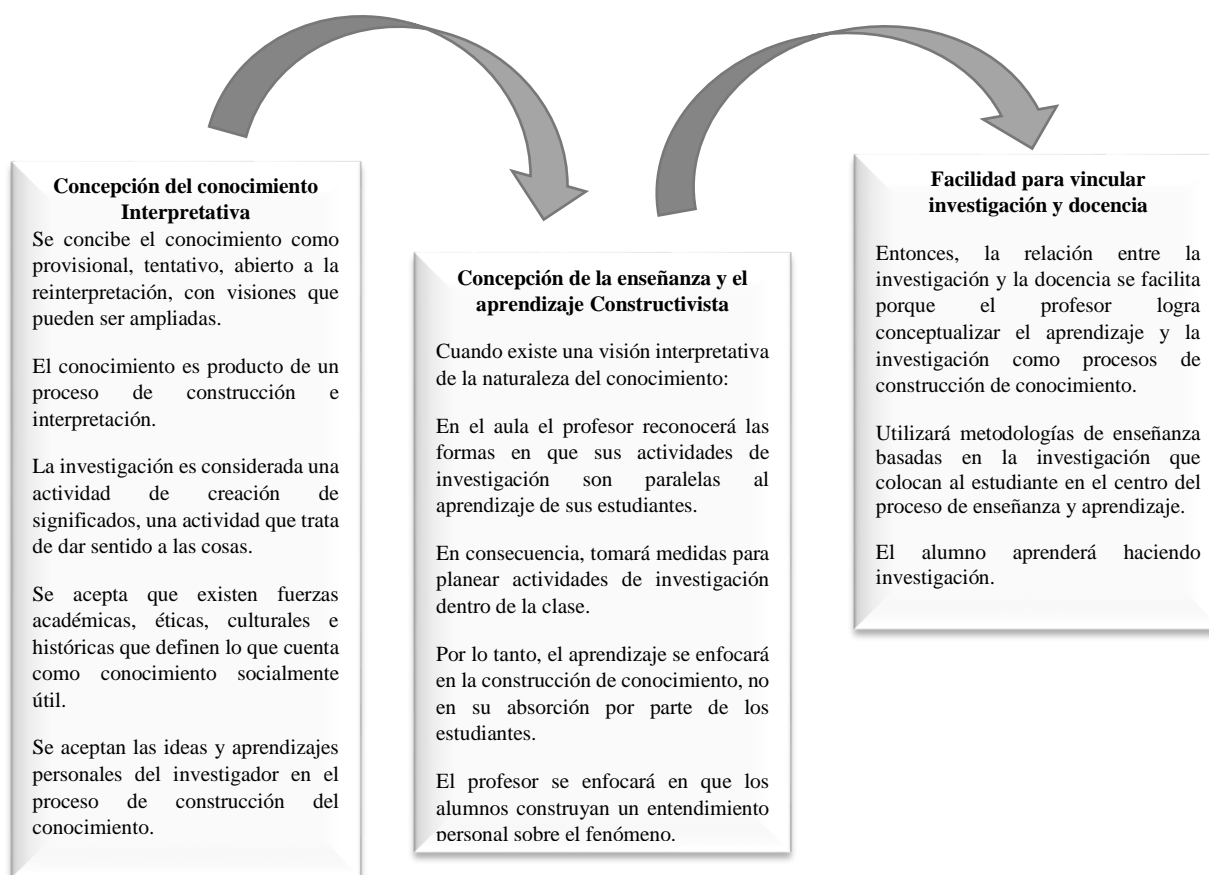 Concepción del conocimiento
Interpretativa
Se concibe el conocimiento como
provisional, tentativo, abierto a la
reinterpretación, con visiones que
pueden ser ampliadas.
El conocimiento es producto de un
proceso de construcción e
interpretación.
La investigación es considerada una
actividad de creación de
significados, una actividad que trata
de dar sentido a las cosas.
Se acepta que existen fuerzas
académicas, éticas, culturales e
históricas que definen lo que cuenta
como conocimiento socialmente
útil.
Se aceptan las ideas y aprendizajes
personales del investigador en el
proceso de construcción del
conocimiento.
Concepción de la enseñanza y el
aprendizaje Constructivista
Cuando existe una visión interpretativa
de la naturaleza del conocimiento:
En el aula el profesor reconocerá las
formas en que sus actividades de
investigación son paralelas al
aprendizaje de sus estudiantes.
En consecuencia, tomará medidas para
planear actividades de investigación
dentro de la clase.
Por lo tanto, el aprendizaje se enfocará
en la construcción de conocimiento, no
en su absorción por parte de los
estudiantes.
El profesor se enfocará en que los
alumnos construyan un entendimiento
personal sobre el fenómeno.
Facilidad para vincular
investigación y docencia
Entonces, la relación entre la
investigación y la docencia se facilita
porque el profesor logra
conceptualizar el aprendizaje y la
investigación como procesos de
construcción de conocimiento.
Utilizará metodologías de enseñanza
basadas en la investigación que
colocan al estudiante en el centro del
proceso de enseñanza y aprendizaje.
El alumno aprenderá haciendo
investigación.